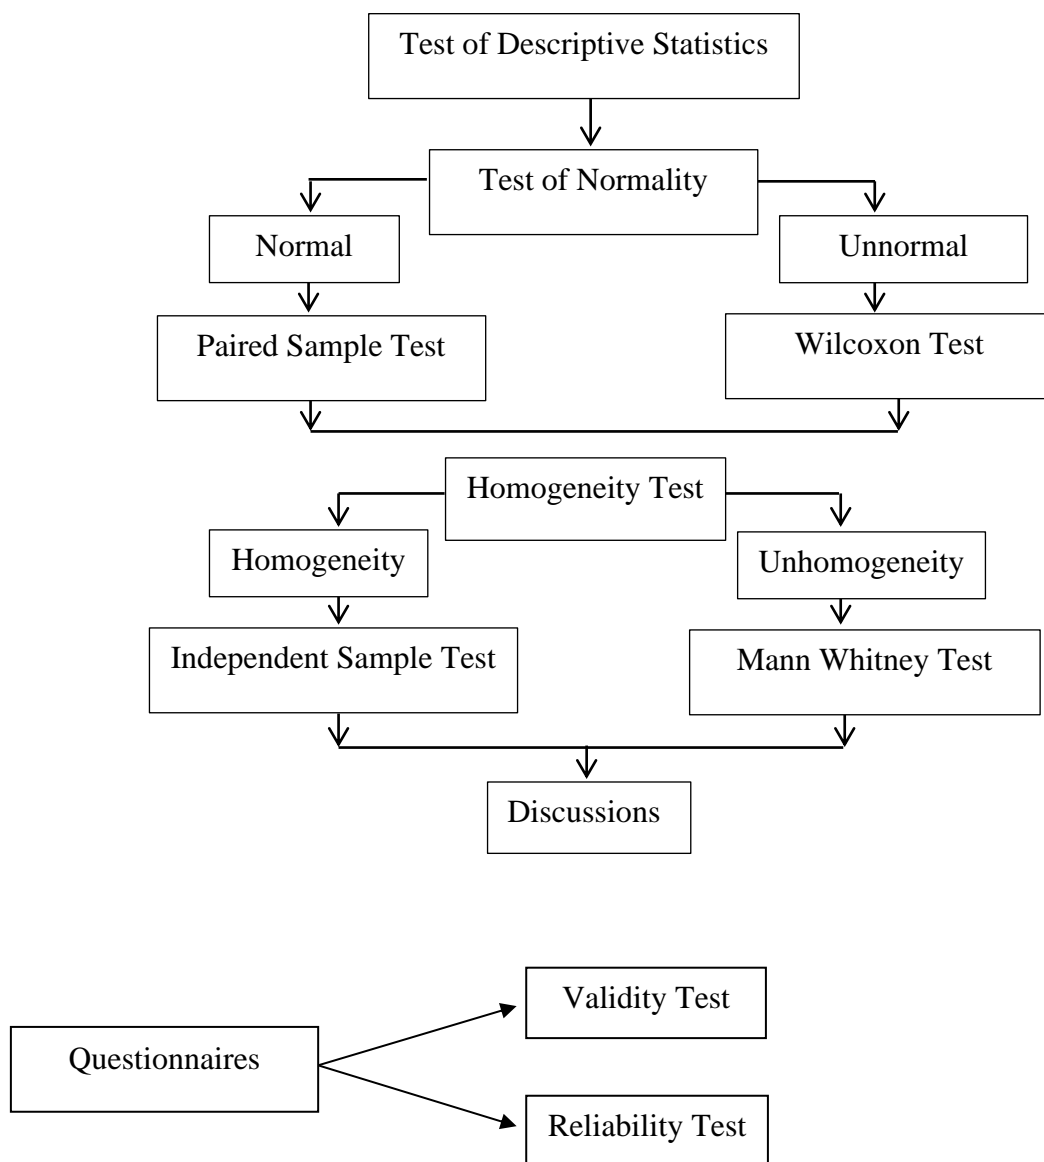 Test of Descriptive Statistics
Test of Normality
Normal
Unnormal
Paired Sample Test
Wilcoxon Test
Homogeneity Test
Homogeneity
Unhomogeneity
Independent Sample Test
Mann Whitney Test
Discussions
Validity Test
Questionnaires
Reliability Test